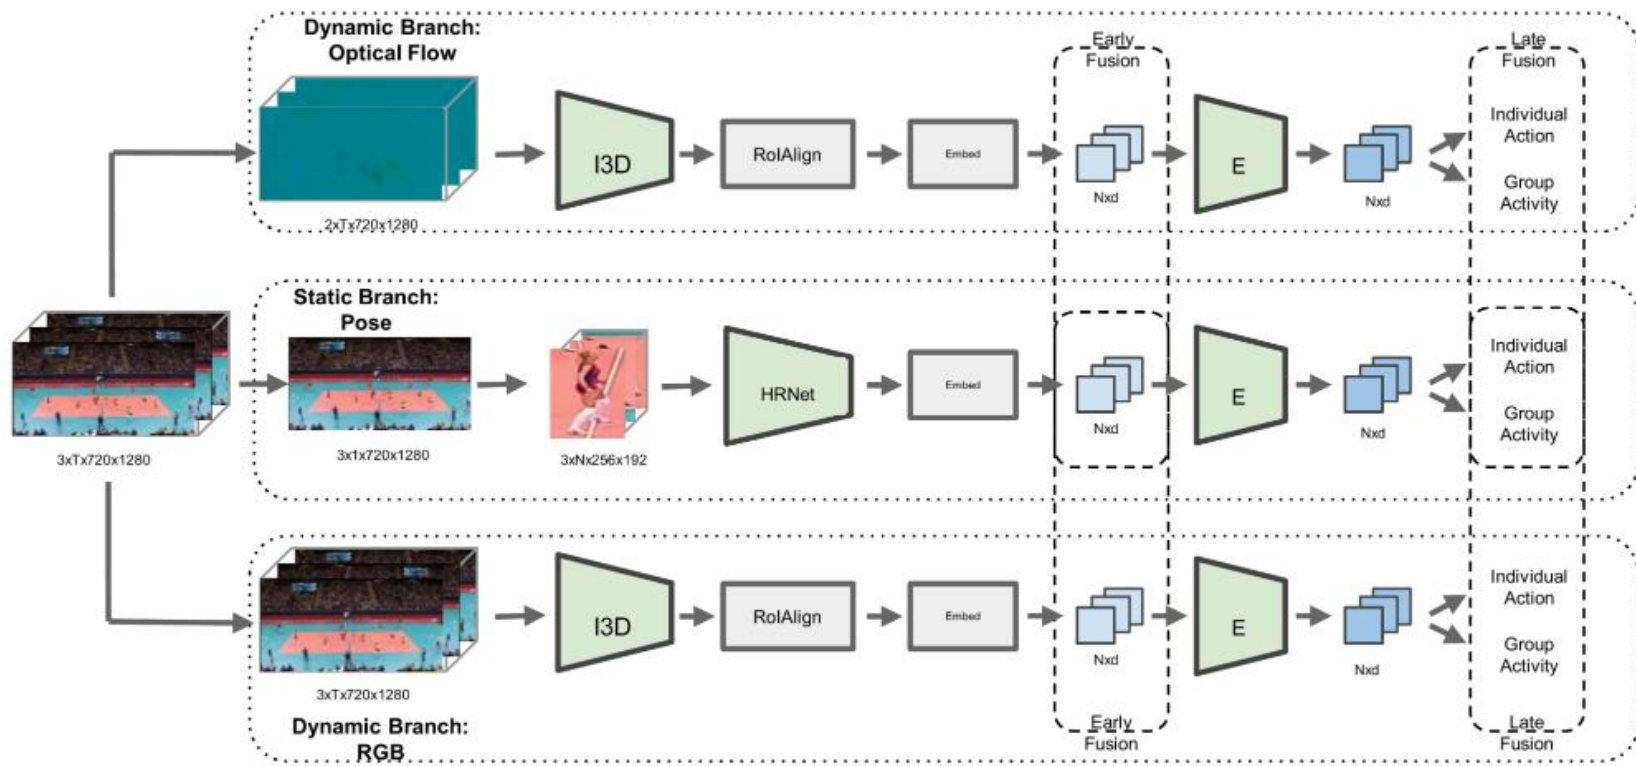 Dynamic Branch:
Optical Flow
2xTx720x1280
I3D
RoIAlign
Embed
Early
Fusion
Nxd
E
Nxd
Late
Fusion
Individual
Action
Group
Activity
3xTx720x1280
Static Branch:
Pose
3x1x720x1280
3xNx256x192
HRNet
Embed
Nxd
E
Nxd
Individual
Action
Group
Activity
3xTx720x1280
Dynamic Branch:
RGB
I3D
RoIAlign
Embed
Nxd
Early
Fusion
E
Nxd
Individual
Action
Group
Activity
Late
Fusion